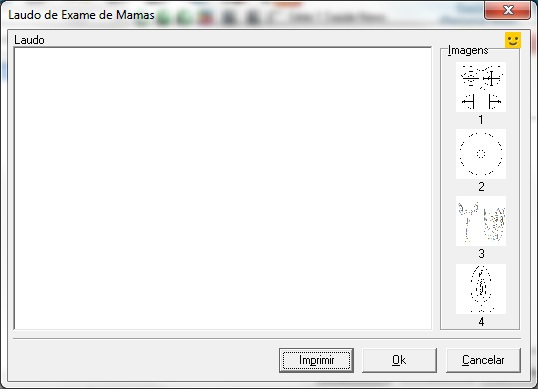 Laudo de Exame de Mamas
Laudo
Imagens
1
2
3
4
Imprimir
Ok
Cancelar